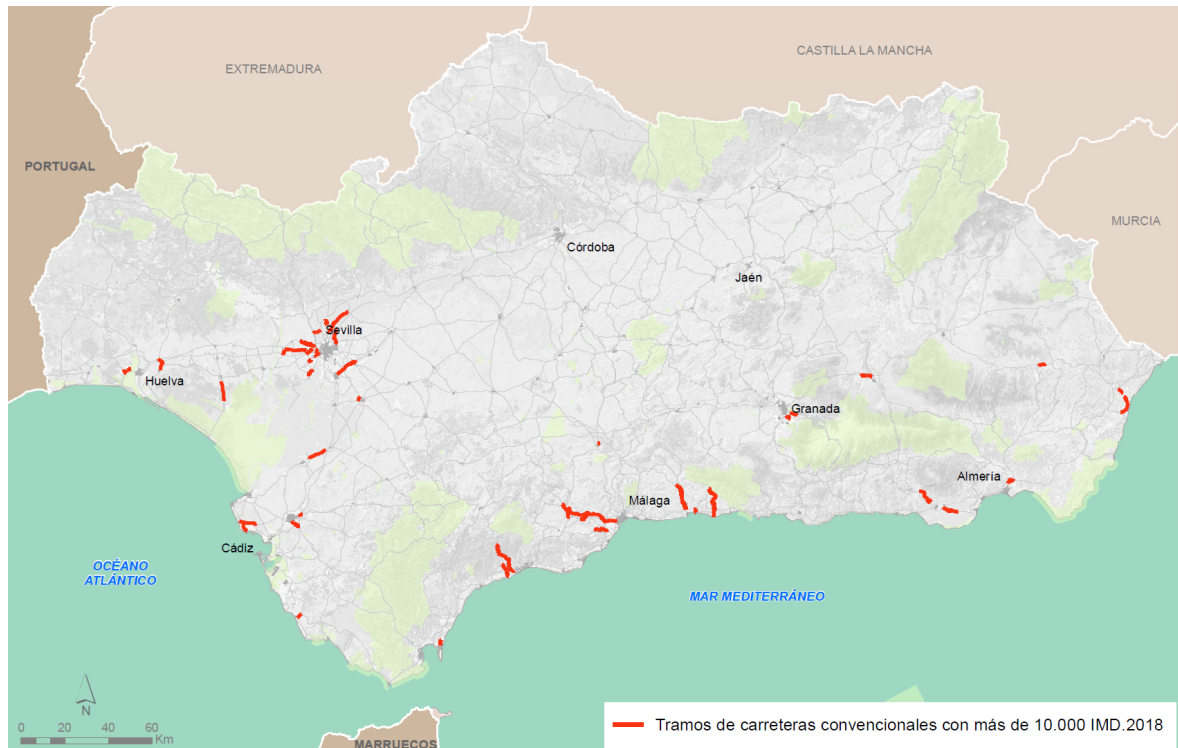 CASTILLA LA MANCHA
EXTREMADURA
PORTUGAL
MURCIA
Córdoba
Jaén
Sevilla
Huelva
Granada
Almería
Málaga
Cádiz
OCÉANO
ATLÁNTICO
MAR MEDITERRÁNEO
N
0 10 20 40 60
Km
MARRUECOS
Tramos de carreteras convencionales con más de 10.000 IMD.2018